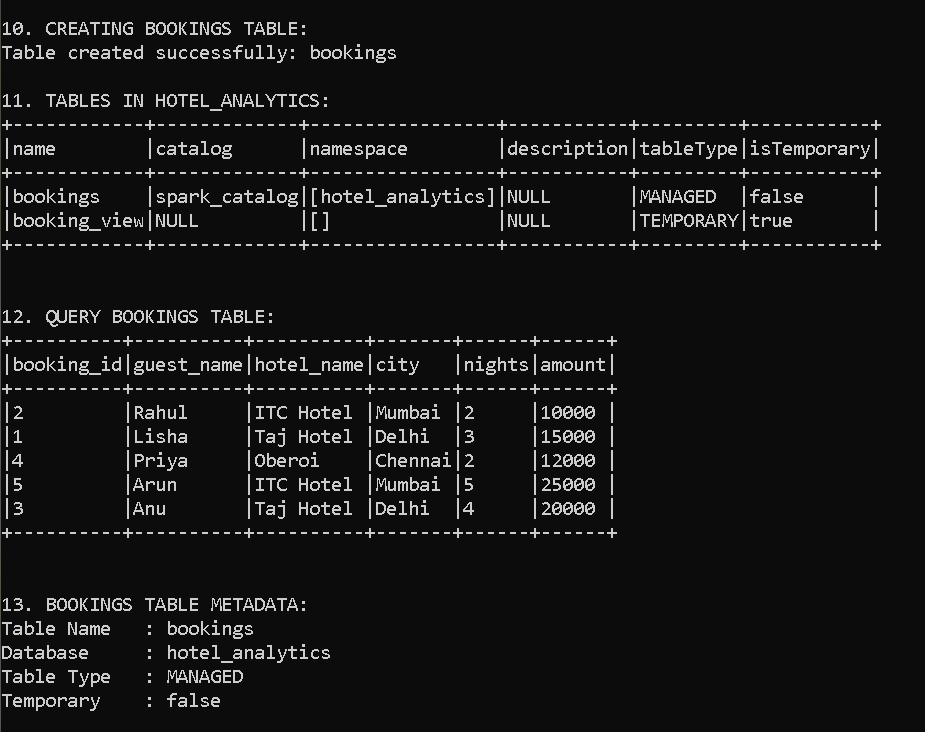 10. CREATING BOOKINGS TABLE:
Table created successfully: bookings
11. TABLES IN HOTEL_ANALYTICS:
+------------+-------------+-----------------+-----------+---------+-----------+
|name        |catalog      |namespace        |description|tableType|isTemporary|
+------------+-------------+-----------------+-----------+---------+-----------+
|bookings    |spark_catalog|[hotel_analytics]|NULL       |MANAGED  |false      |
|booking_view|NULL         |[]               |NULL       |TEMPORARY|true       |
+------------+-------------+-----------------+-----------+---------+-----------+
12. QUERY BOOKINGS TABLE:
+----------+----------+----------+-------+------+------+
|booking_id|guest_name|hotel_name|city   |nights|amount|
+----------+----------+----------+-------+------+------+
|2         |Rahul     |ITC Hotel |Mumbai |2     |10000 |
|1         |Lisha     |Taj Hotel |Delhi  |3     |15000 |
|4         |Priya     |Oberoi    |Chennai|2     |12000 |
|5         |Arun      |ITC Hotel |Mumbai |5     |25000 |
|3         |Anu       |Taj Hotel |Delhi  |4     |20000 |
+----------+----------+----------+-------+------+------+
13. BOOKINGS TABLE METADATA:
Table Name   : bookings
Database     : hotel_analytics
Table Type   : MANAGED
Temporary    : false